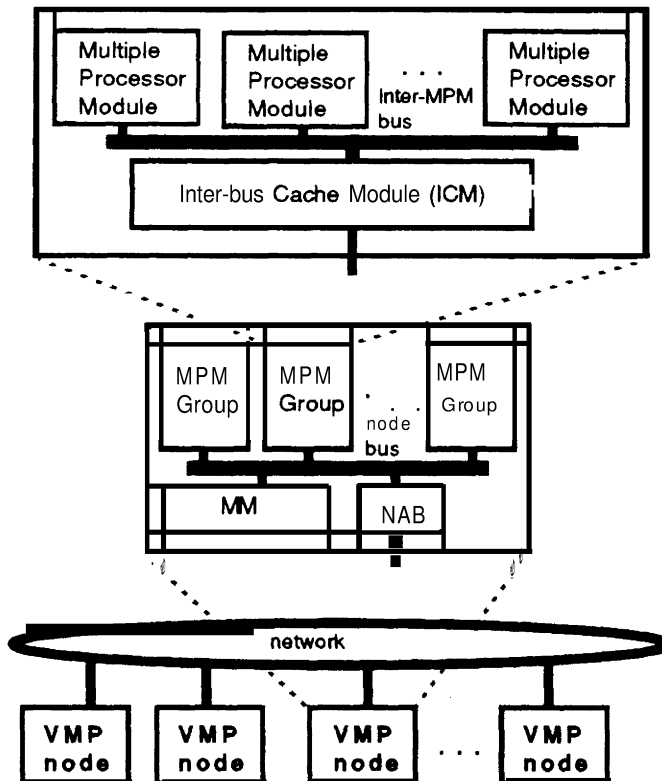 Multiple
Processor
Module
Multiple
Processor
Module
. . .
Inter-MPM
bus
Multiple
Processor
Module
Inter-bus Cache Module (ICM)
MPM
Group
MPM
Group
. . .
node
bus
MPM
Group
MM
NAB
network
VMP
node
VMP
node
VMP
node
. . .
VMP
node